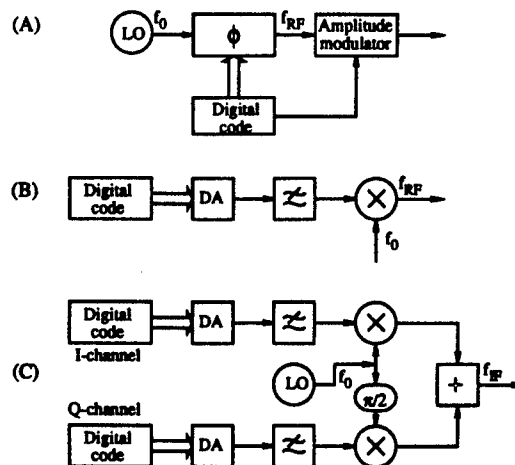 (A)
LO
f0
ϕ
fRF
Amplitude
modulator
Digital
code
(B)
Digital
code
DA
fRF
f0
(C)
Digital
code
I-channel
DA
LO
f0
π/2
+
fIF
Q-channel
Digital
code
DA